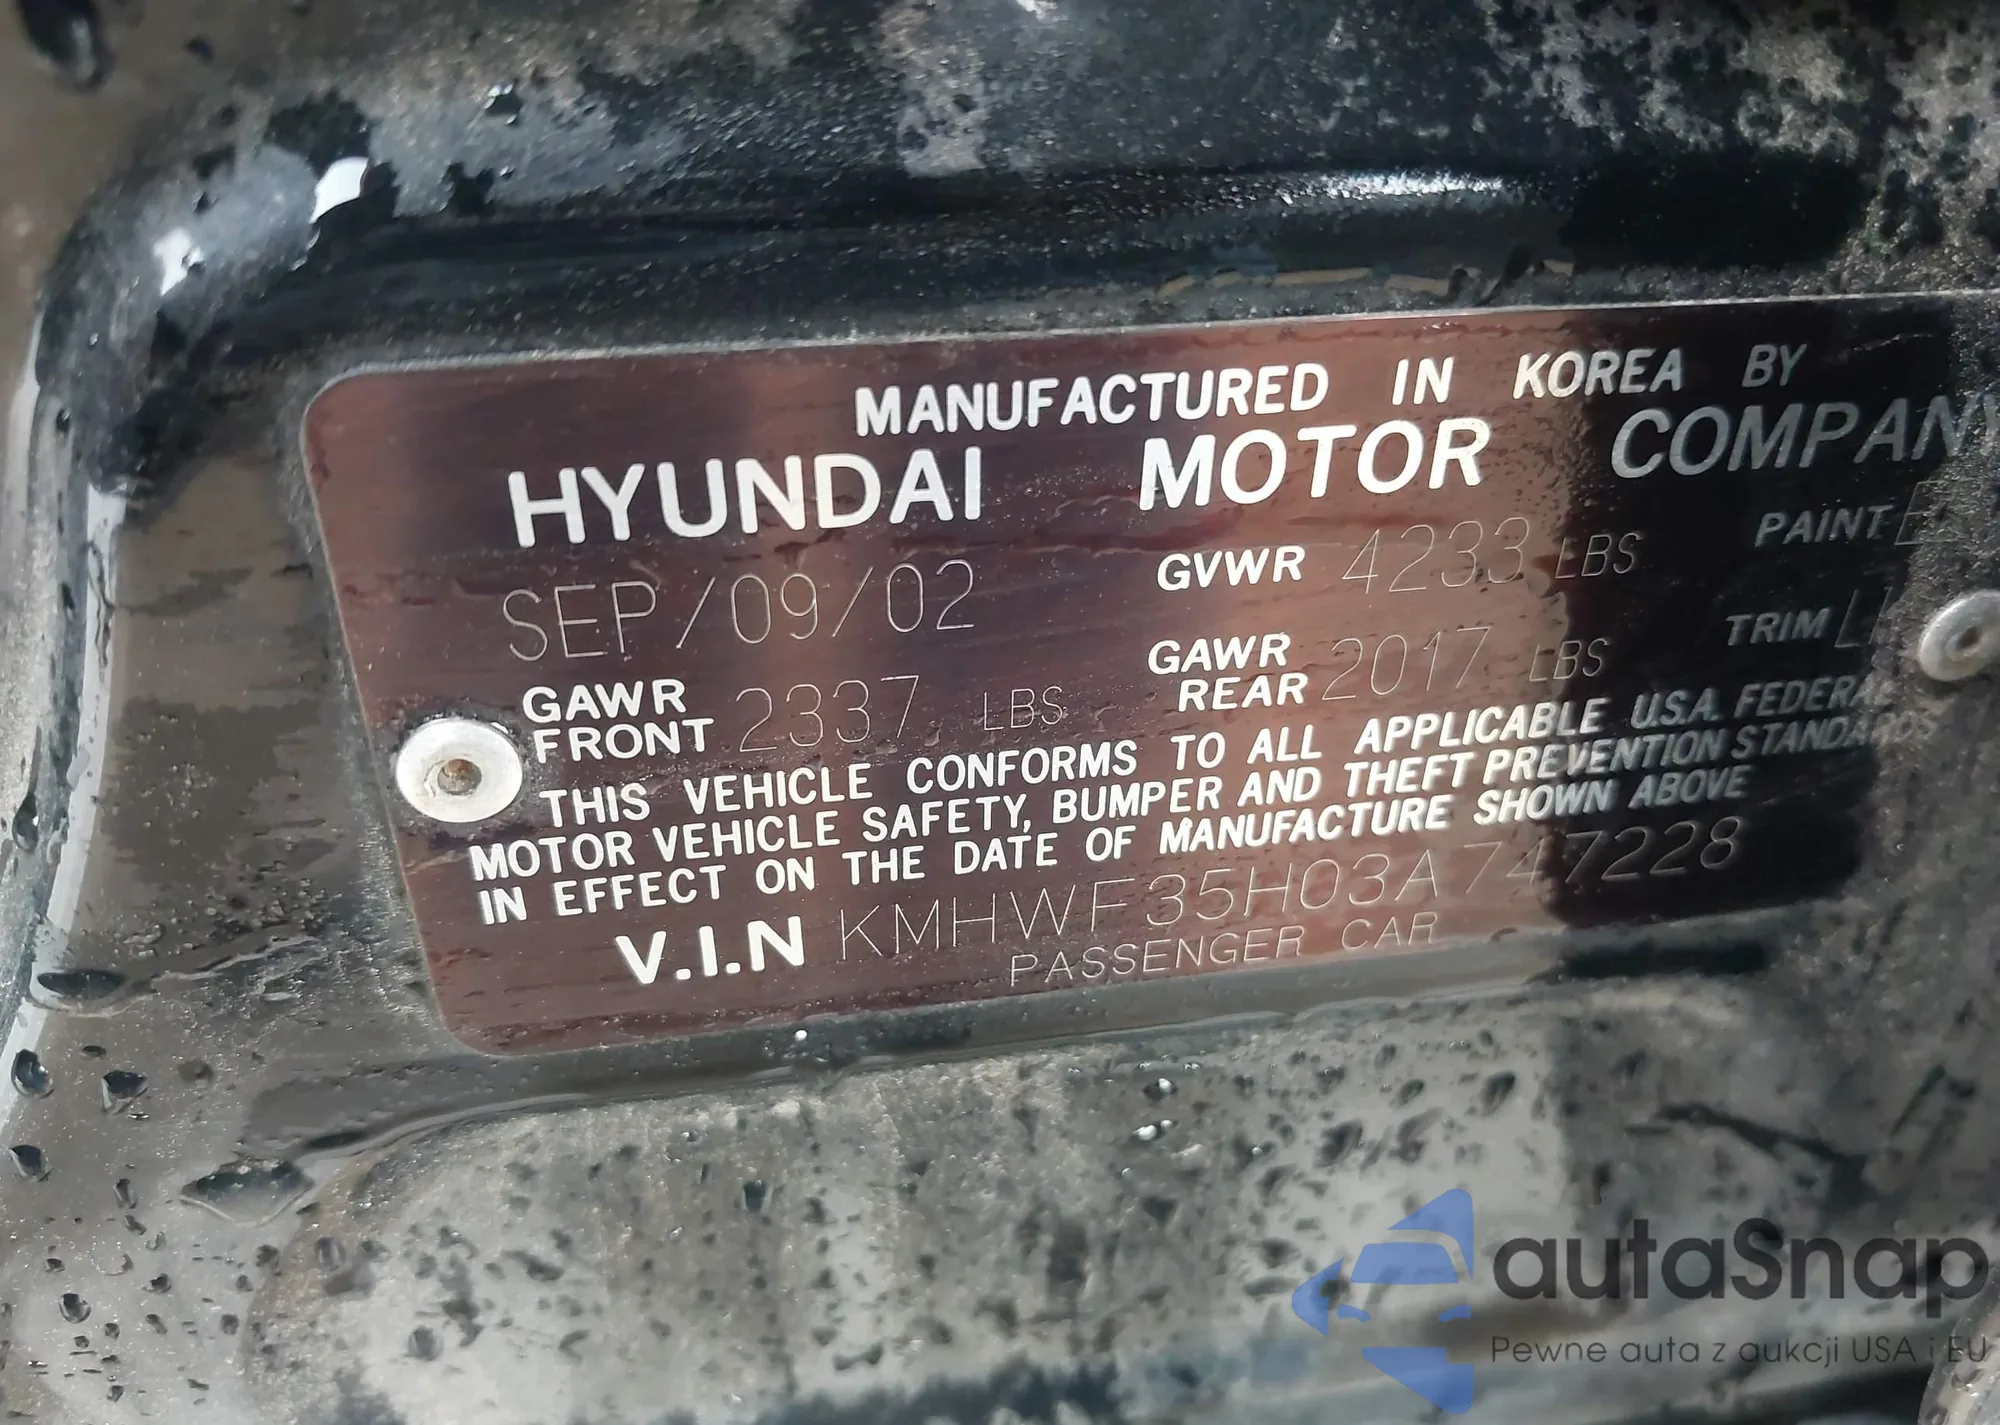 MANUFACTURED IN KOREA BY
HYUNDAI MOTOR COMPANY
SEP/09/02 GVWR 4233 LBS PAINT
GAWR FRONT 2337 LBS GAWR REAR 2017 LBS TRIM
THIS VEHICLE CONFORMS TO ALL APPLICABLE U.S.A. FEDERAL
MOTOR VEHICLE SAFETY, BUMPER AND THEFT PREVENTION STANDARDS
IN EFFECT ON THE DATE OF MANUFACTURE SHOWN ABOVE
V.I.N KMHWF35H03A747228
PASSENGER CAR
autaSnap
Pewne auta z aukcji USA i EU